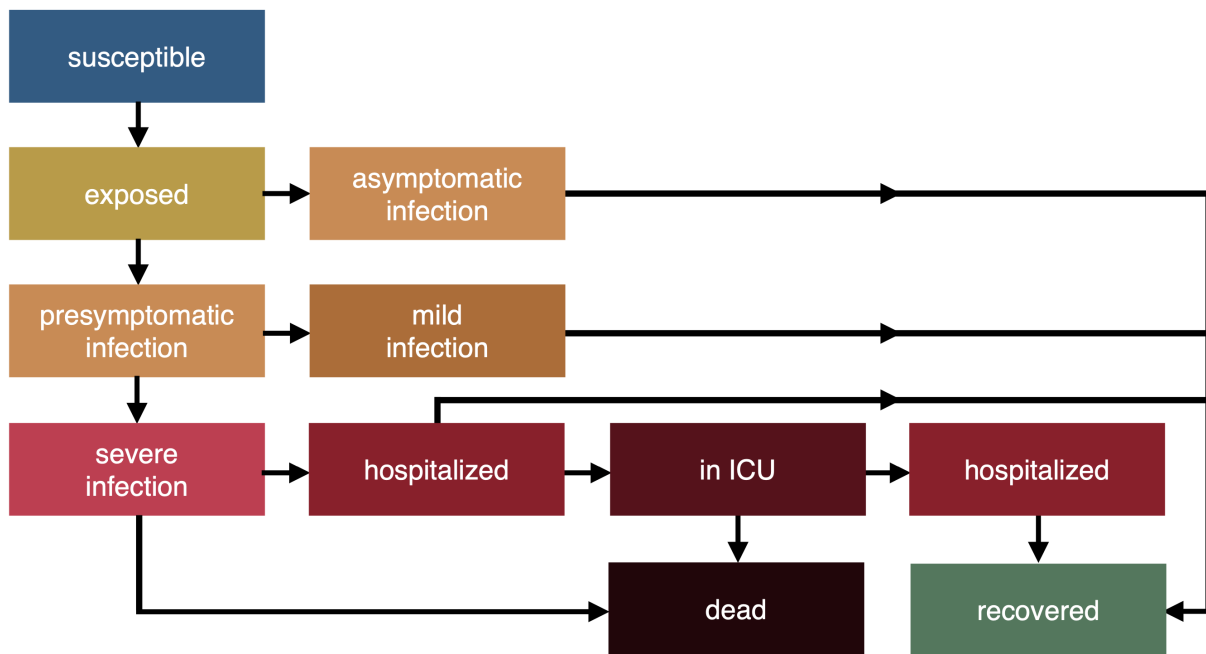 susceptible
exposed
asymptomatic
infection
presymptomatic
infection
mild
infection
severe
infection
hospitalized
in ICU
hospitalized
dead
recovered